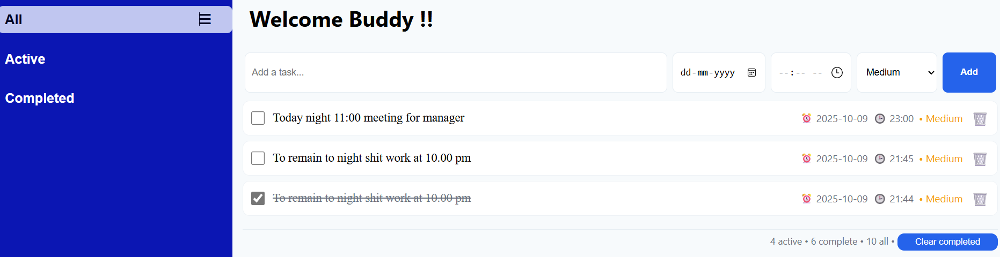 All
Active
Completed
Welcome Buddy !!
Add a task...
dd-mm-yyyy
--:-- --
Medium
Add
Today night 11:00 meeting for manager
2025-10-09 23:00 • Medium
To remain to night shit work at 10.00 pm
2025-10-09 21:45 • Medium
To remain to night shit work at 10.00 pm
2025-10-09 21:44 • Medium
4 active • 6 complete • 10 all •
Clear completed